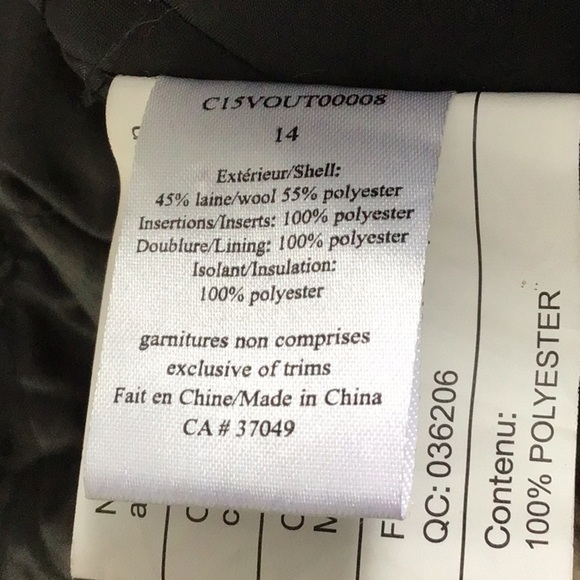 C15VOUT00008
14
Extérieur/Shell:
45% laine/wool 55% polyester
Insertions/Inserts: 100% polyester
Doublure/Lining: 100% polyester
Isolant/Insulation:
100% polyester
garnitures non comprises
exclusive of trims
Fait en Chine/Made in China
CA # 37049
QC: 036206
Contenu:
100% POLYESTER